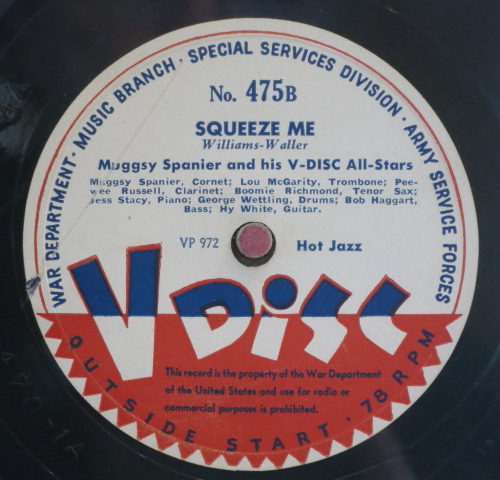 WAR DEPARTMENT · MUSIC BRANCH · SPECIAL SERVICES DIVISION · ARMY SERVICE FORCES
No. 475B
SQUEEZE ME
Williams-Waller
Muggsy Spanier and his V-DISC All-Stars
Muggsy Spanier, Cornet; Lou McGarity, Trombone; Pee-
wee Russell, Clarinet; Boomie Richmond, Tenor Sax;
Jess Stacy, Piano; George Wettling, Drums; Bob Haggart,
Bass; Hy White, Guitar.
VP 972
Hot Jazz
V DISC
This record is the property of the War Department
of the United States and use for radio or
commercial purposes is prohibited.
OUTSIDE START · 78 RPM